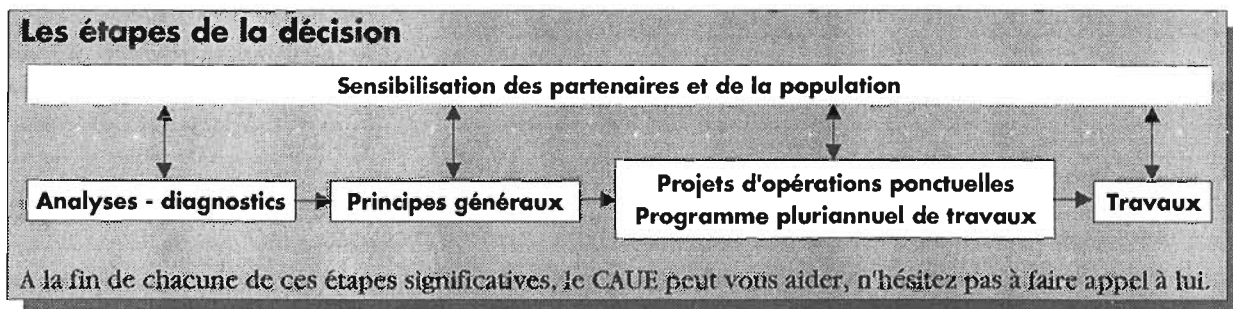 Les étapes de la décision
Sensibilisation des partenaires et de la population
Analyses - diagnostics
Principes généraux
Projets d'opérations ponctuelles
Programme pluriannuel de travaux
Travaux
A la fin de chacune de ces étapes significatives, le CAUE peut vous aider, n'hésitez pas à faire appel à lui.